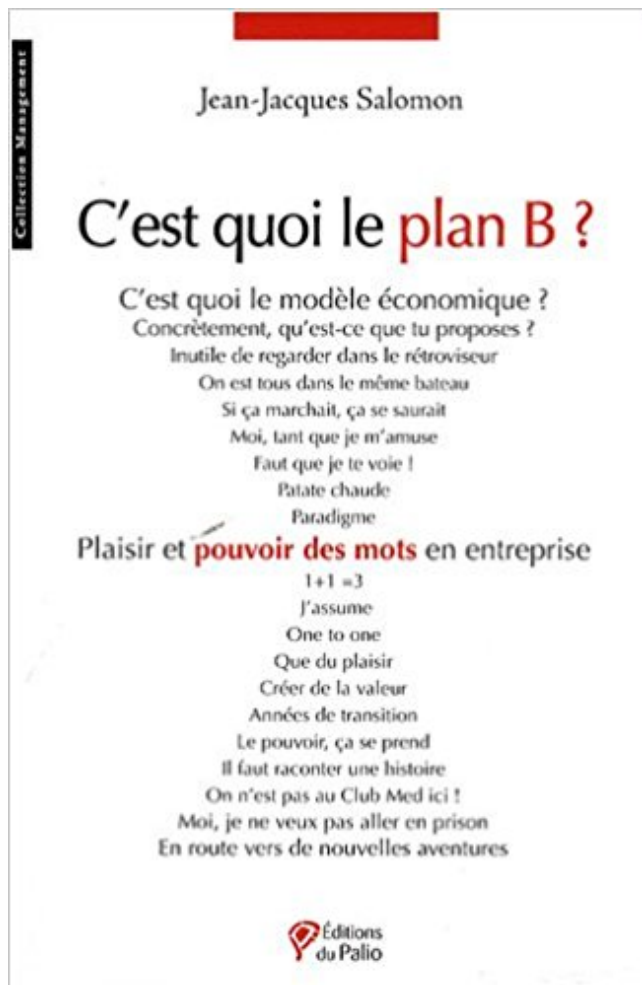 Collection Management
Jean-Jacques Salomon
C'est quoi le plan B ?
C'est quoi le modèle économique ?
Concrètement, qu'est-ce que tu proposes ?
Inutile de regarder dans le rétroviseur
On est tous dans le même bateau
Si ça marchait, ça se saurait
Moi, tant que je m'amuse
Faut que je te voie !
Patate chaude
Paradigme
Plaisir et pouvoir des mots en entreprise
1+1 =3
J'assume
One to one
Que du plaisir
Créer de la valeur
Années de transition
Le pouvoir, ça se prend
Il faut raconter une histoire
On n'est pas au Club Med ici !
Moi, je ne veux pas aller en prison
En route vers de nouvelles aventures
Éditions
du Palio